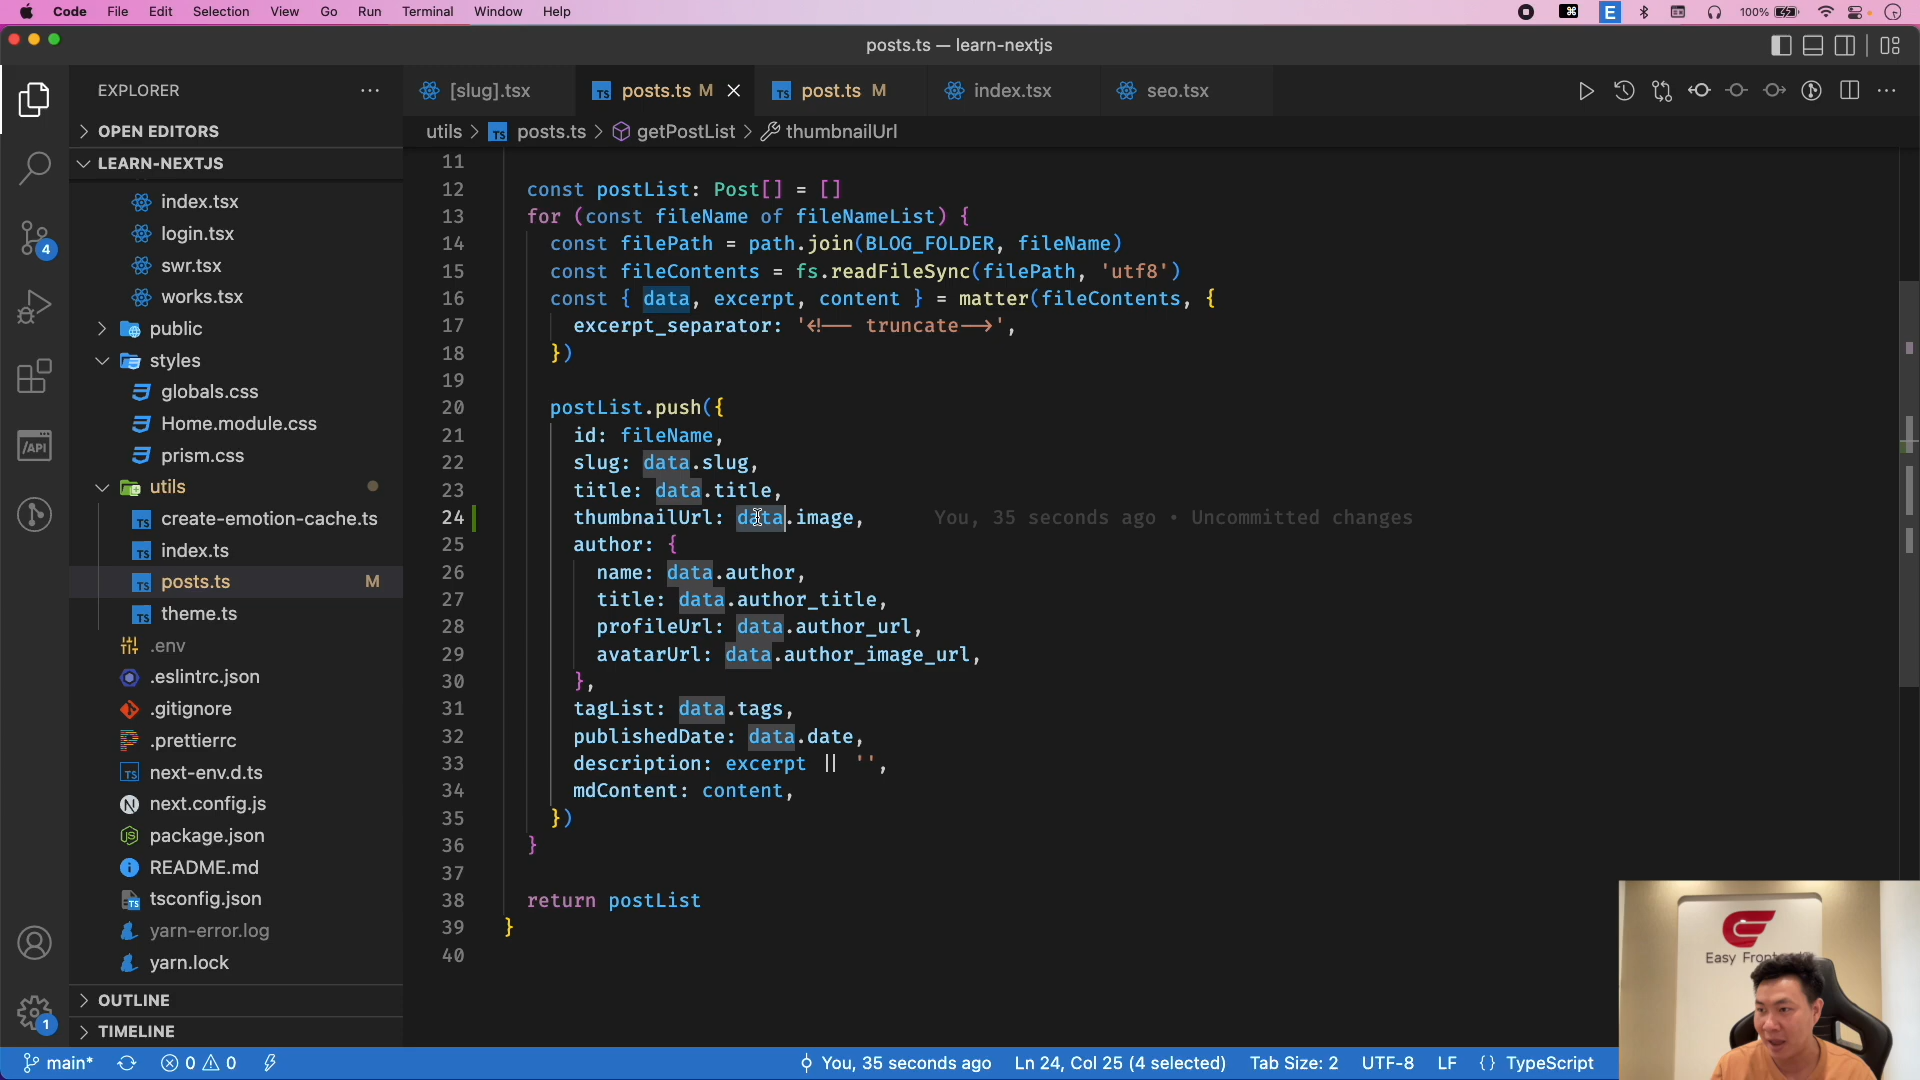 Code File Edit Selection View Go Run Terminal Window Help E 100%
posts.ts — learn-nextjs
EXPLORER
[slug].tsx posts.ts M post.ts M index.tsx seo.tsx
OPEN EDITORS
utils > posts.ts > getPostList > thumbnailUrl
LEARN-NEXTJS
index.tsx
login.tsx
swr.tsx
works.tsx
public
styles
globals.css
Home.module.css
prism.css
utils
create-emotion-cache.ts
index.ts
posts.ts M
theme.ts
.env
.eslintrc.json
.gitignore
.prettierrc
next-env.d.ts
next.config.js
package.json
README.md
tsconfig.json
yarn-error.log
yarn.lock
OUTLINE
TIMELINE
4
/API
1
11
12 const postList: Post[] = []
13 for (const fileName of fileNameList) {
14 const filePath = path.join(BLOG_FOLDER, fileName)
15 const fileContents = fs.readFileSync(filePath, 'utf8')
16 const { data, excerpt, content } = matter(fileContents, {
17 excerpt_separator: '<!-- truncate-->',
18 })
19
20 postList.push({
21 id: fileName,
22 slug: data.slug,
23 title: data.title,
24 thumbnailUrl: data.image, You, 35 seconds ago • Uncommitted changes
25 author: {
26 name: data.author,
27 title: data.author_title,
28 profileUrl: data.author_url,
29 avatarUrl: data.author_image_url,
30 },
31 tagList: data.tags,
32 publishedDate: data.date,
33 description: excerpt || '',
34 mdContent: content,
35 })
36 }
37
38 return postList
39 }
40
Easy Fron
main* 0 0 You, 35 seconds ago Ln 24, Col 25 (4 selected) Tab Size: 2 UTF-8 LF {} TypeScript